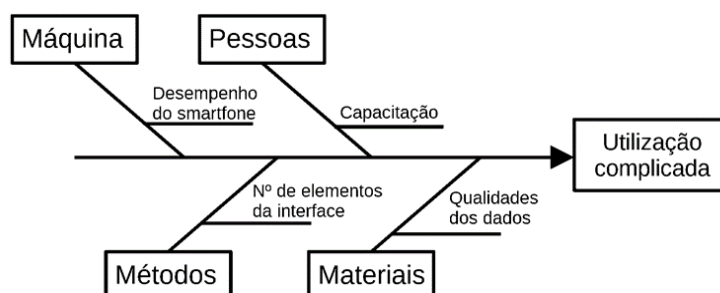 Máquina
Pessoas
Desempenho
do smartfone
Capacitação
Utilização
complicada
Nº de elementos
da interface
Qualidades
dos dados
Métodos
Materiais